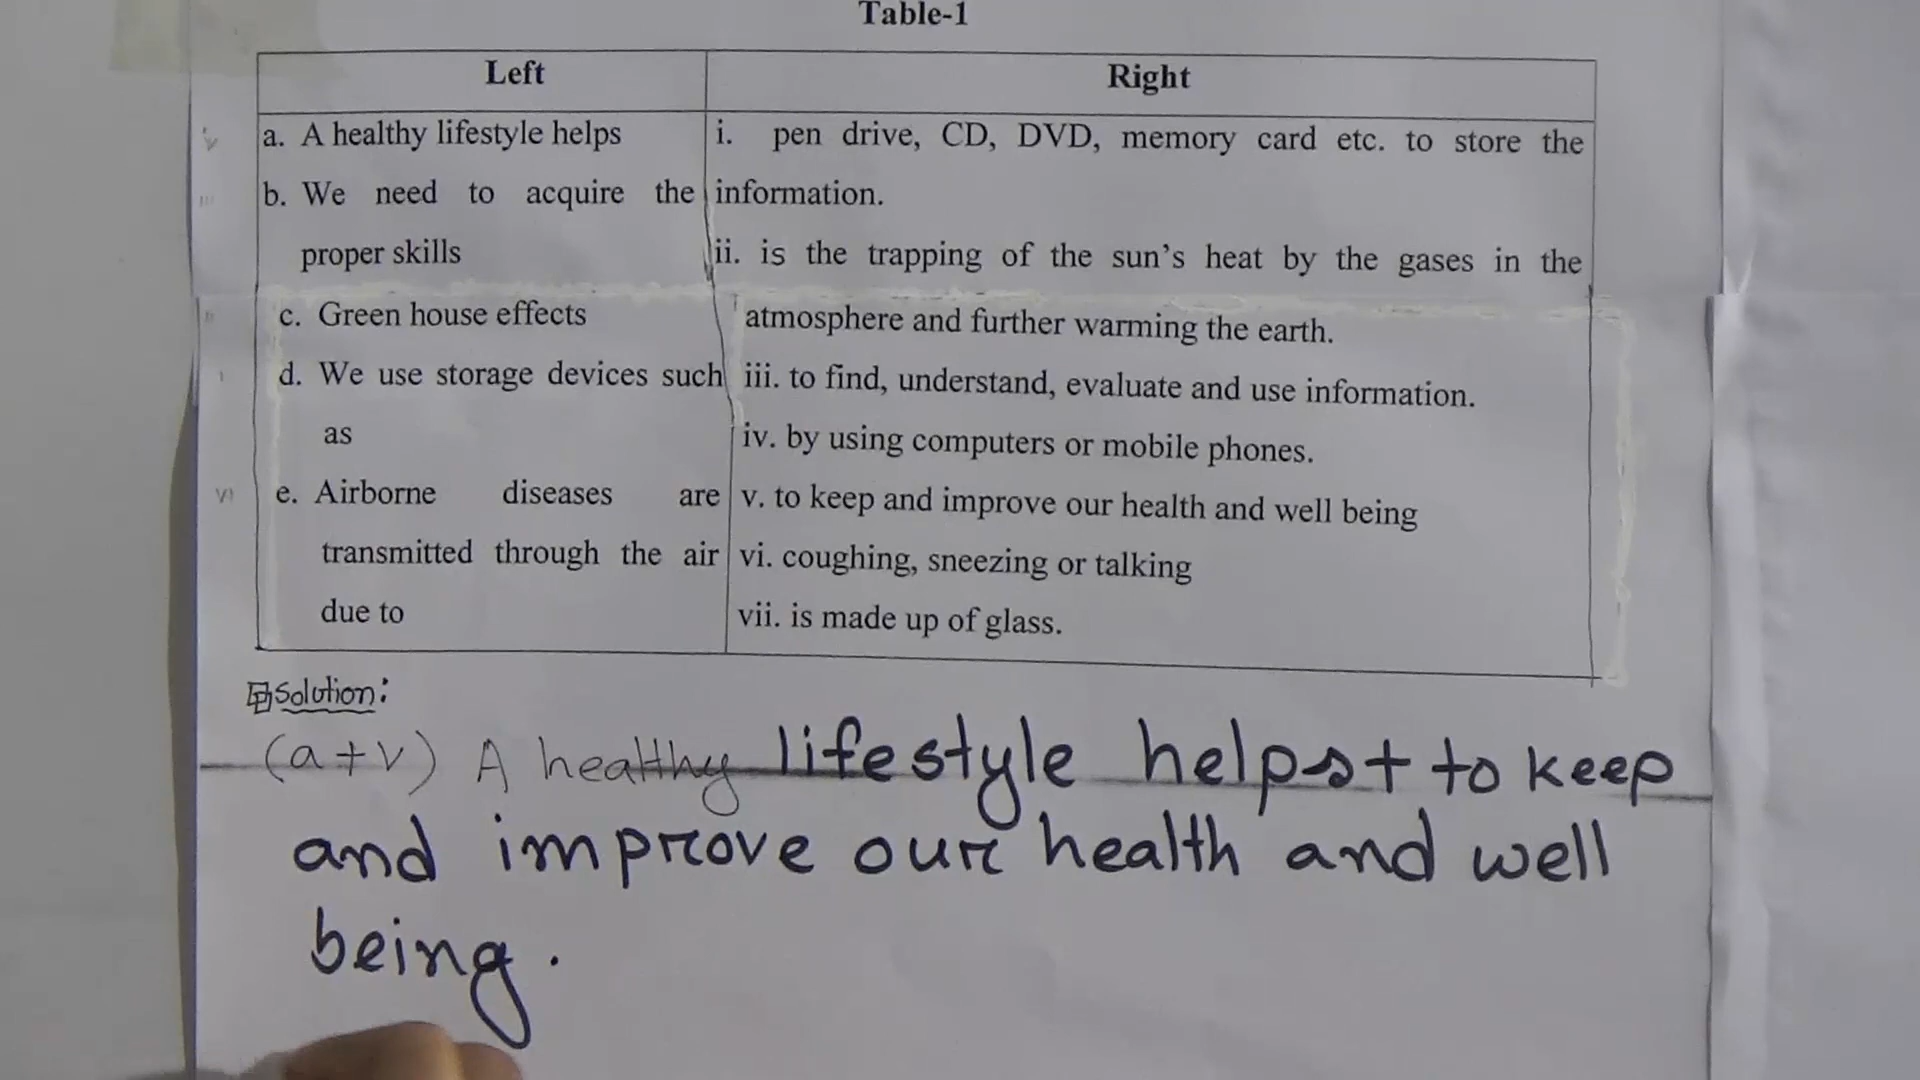 Table-1
Left
Right
a. A healthy lifestyle helps
b. We need to acquire the
proper skills
c. Green house effects
d. We use storage devices such
as
e. Airborne diseases are
transmitted through the air
due to
i. pen drive, CD, DVD, memory card etc. to store the
information.
ii. is the trapping of the sun's heat by the gases in the
atmosphere and further warming the earth.
iii. to find, understand, evaluate and use information.
iv. by using computers or mobile phones.
v. to keep and improve our health and well being
vi. coughing, sneezing or talking
vii. is made up of glass.
Solution:
(a+v) A healthy lifestyle helps+ to keep
and improve our health and well
being.